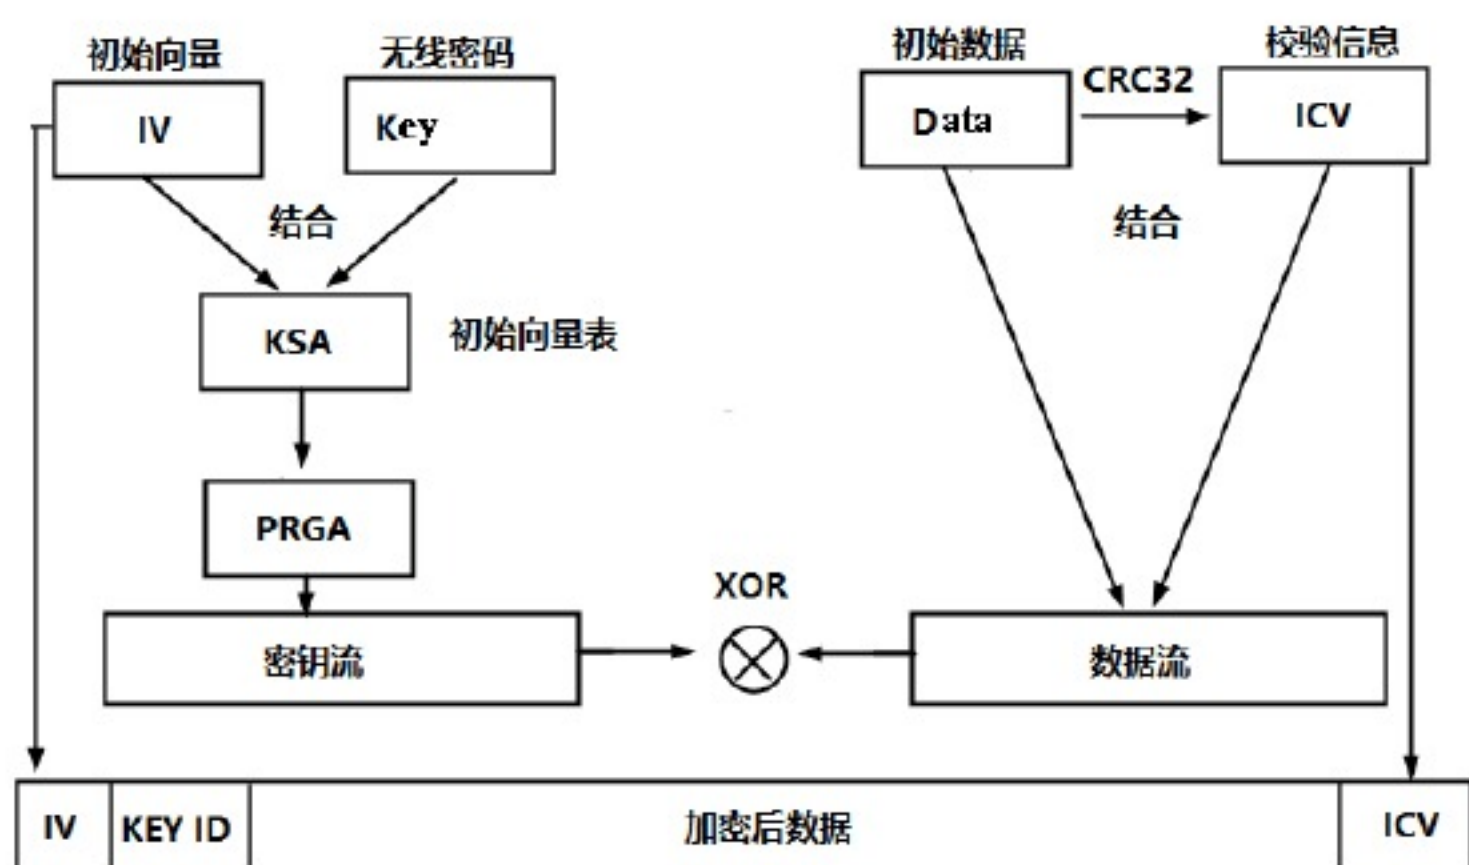 初始向量
无线密码
初始数据
校验信息
IV
Key
Data
CRC32
ICV
结合
结合
KSA
初始向量表
PRGA
XOR
密钥流
数据流
IV
KEY ID
加密后数据
ICV